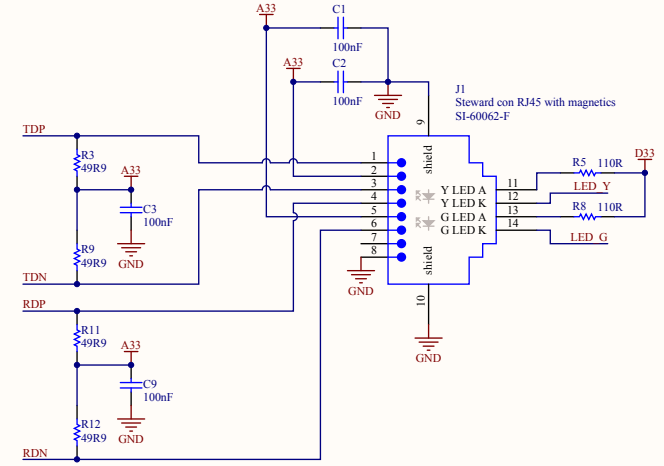 A33
C1
100nF
A33
C2
100nF
GND
J1
Steward con RJ45 with magnetics
SI-60062-F
9
TDP
R3
49R9
A33
C3
100nF
GND
R9
49R9
TDN
shield
1
2
3
4
5
6
7
8
Y LED A
Y LED K
G LED A
G LED K
11
12
13
14
shield
10
GND
GND
D33
R5 110R
LED_Y
R8 110R
LED_G
RDP
R11
49R9
A33
C9
100nF
GND
R12
49R9
RDN